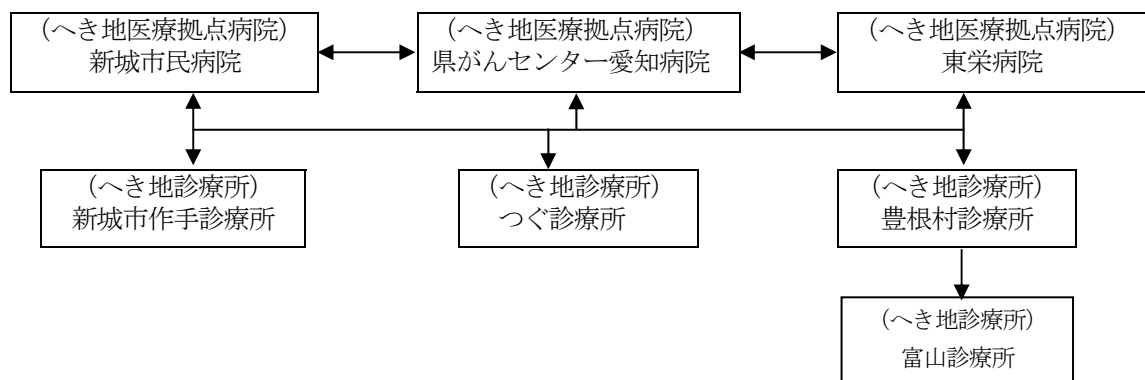 (へき地医療拠点病院)
新城市民病院
(へき地医療拠点病院)
県がんセンター愛知病院
(へき地医療拠点病院)
東栄病院
(へき地診療所)
新城市作手診療所
(へき地診療所)
つぐ診療所
(へき地診療所)
豊根村診療所
(へき地診療所)
富山診療所